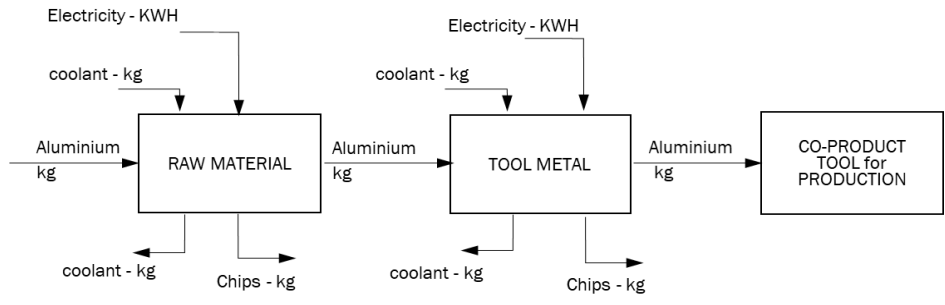 Electricity - KWH
Electricity - KWH
coolant - kg
coolant - kg
Aluminium
kg
RAW MATERIAL
Aluminium
kg
TOOL METAL
Aluminium
kg
CO-PRODUCT
TOOL for
PRODUCTION
coolant - kg
Chips - kg
coolant - kg
Chips - kg